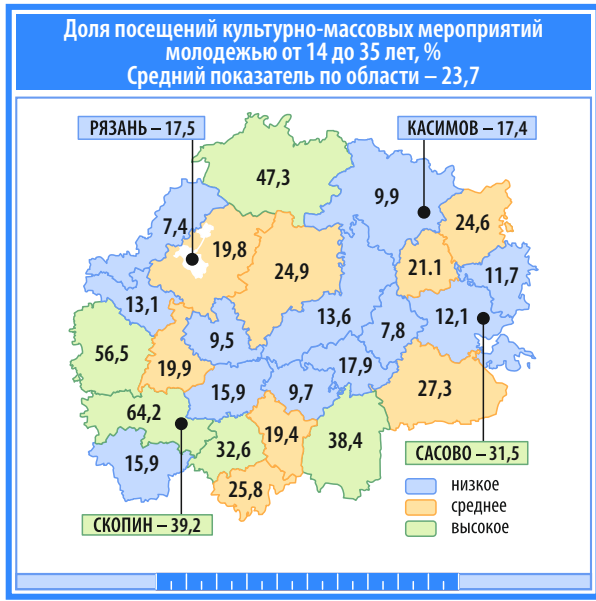 Доля посещений культурно-массовых мероприятий
молодежью от 14 до 35 лет, %
Средний показатель по области – 23,7
РЯЗАНЬ – 17,5
КАСИМОВ – 17,4
47,3
9,9
7,4
24,6
19,8
21.1
24,9
11,7
13,1
13,6
12,1
7,8
9,5
56,5
19,9
17,9
15,9
9,7
27,3
64,2
19,4
32,6
38,4
15,9
САСОВО – 31,5
25,8
низкое
среднее
СКОПИН – 39,2
высокое